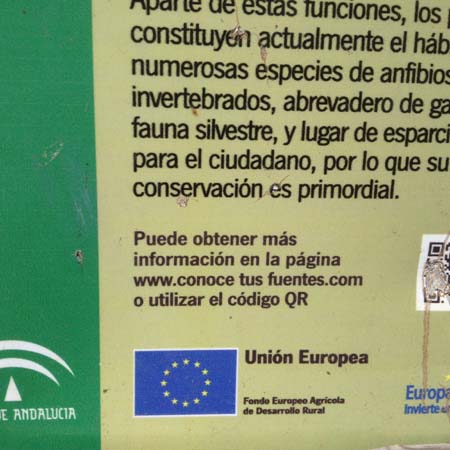 Aparte de estas funciones, los
constituyen actualmente el
numerosas especies de anfibios
invertebrados, abrevadero de
fauna silvestre, y lugar de
para el ciudadano, por lo que su
conservación es primordial.
Puede obtener más
información en la página
www.conoce tus fuentes.com
o utilizar el código QR
DE ANDALUCIA
Unión Europea
Fondo Europeo Agrícola
de Desarrollo Rural
Europa
Invierte